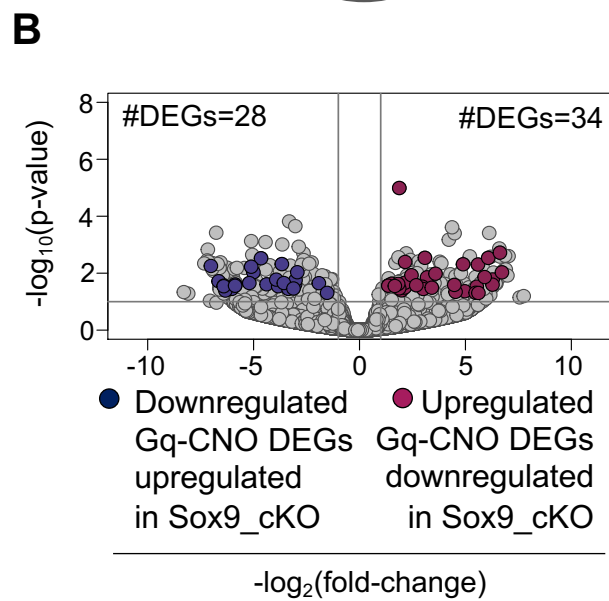 B
#DEGs=28
#DEGs=34
-log10(p-value)
8
6
4
2
0
-10 -5 0 5 10
Downregulated
Gq-CNO DEGs
upregulated
in Sox9_cKO
Upregulated
Gq-CNO DEGs
downregulated
in Sox9_cKO
-log2(fold-change)